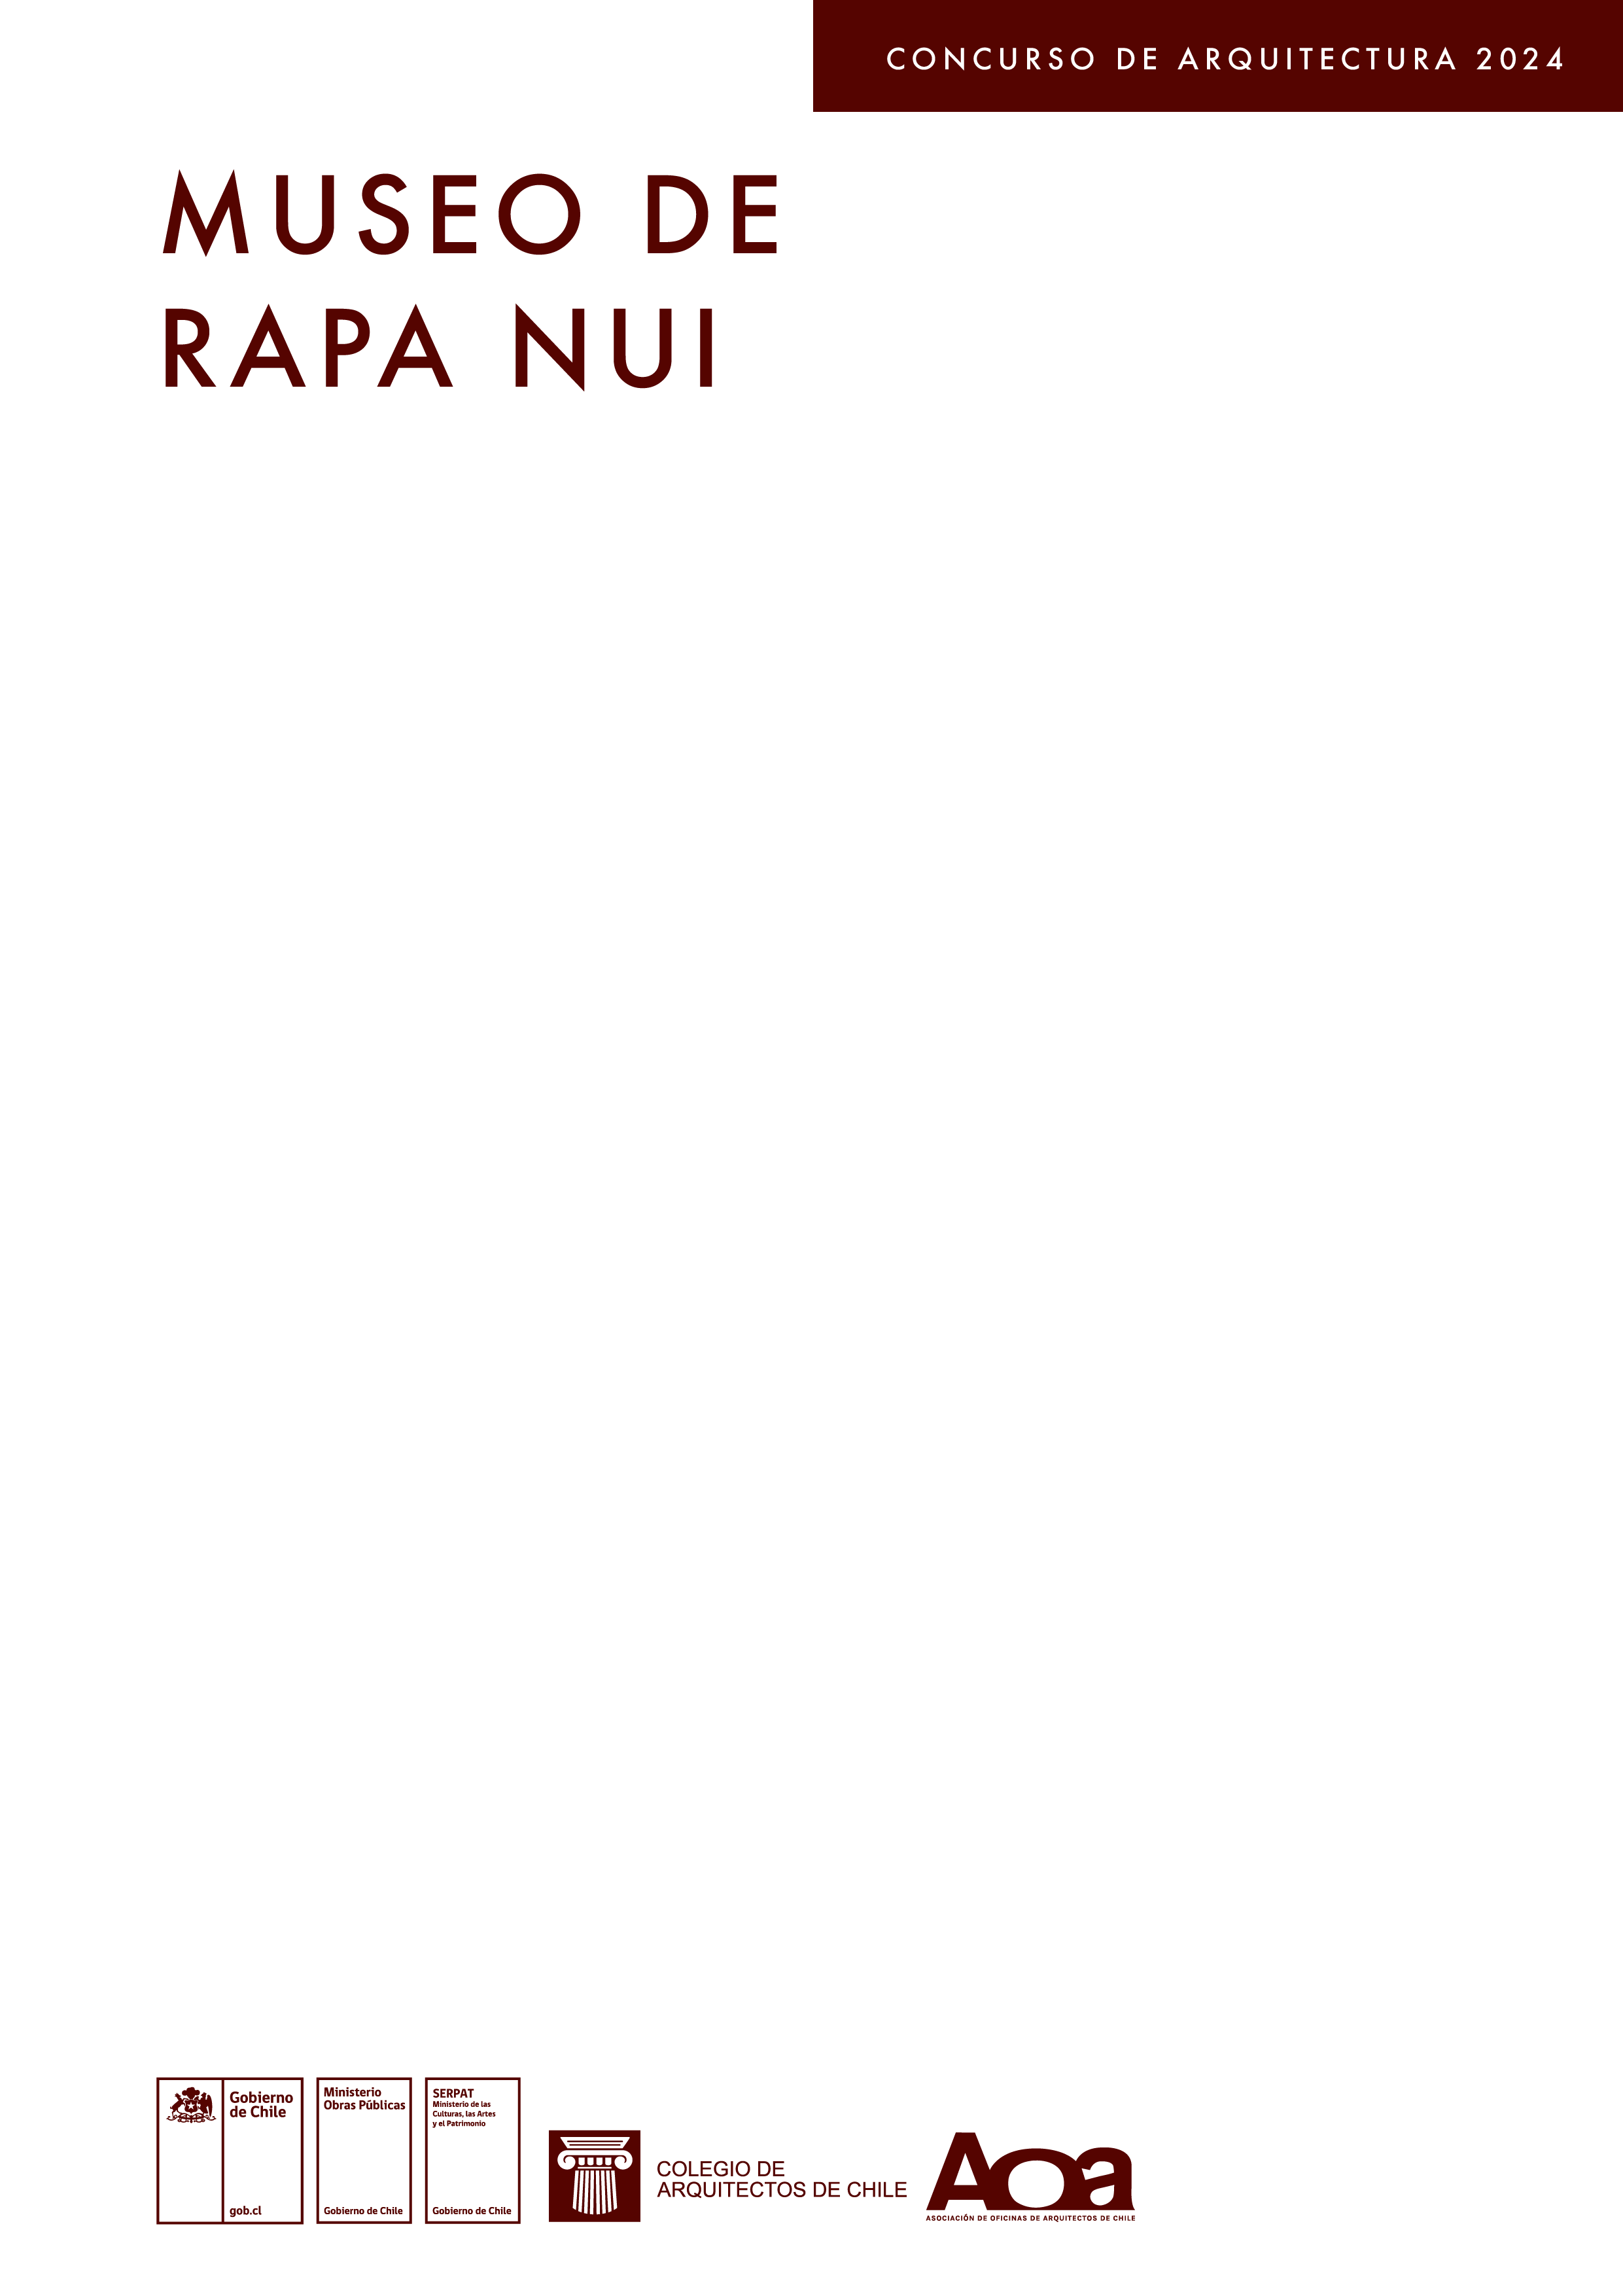 CONCURSO DE ARQUITECTURA 2024
MUSEO DE
RAPA NUI
Gobierno
de Chile
gob.cl
Ministerio
Obras Públicas
Gobierno de Chile
SERPAT
Ministerio de las
Culturas, las Artes
y el Patrimonio
Gobierno de Chile
COLEGIO DE
ARQUITECTOS DE CHILE
Aoa
ASOCIACIÓN DE OFICINAS DE ARQUITECTOS DE CHILE